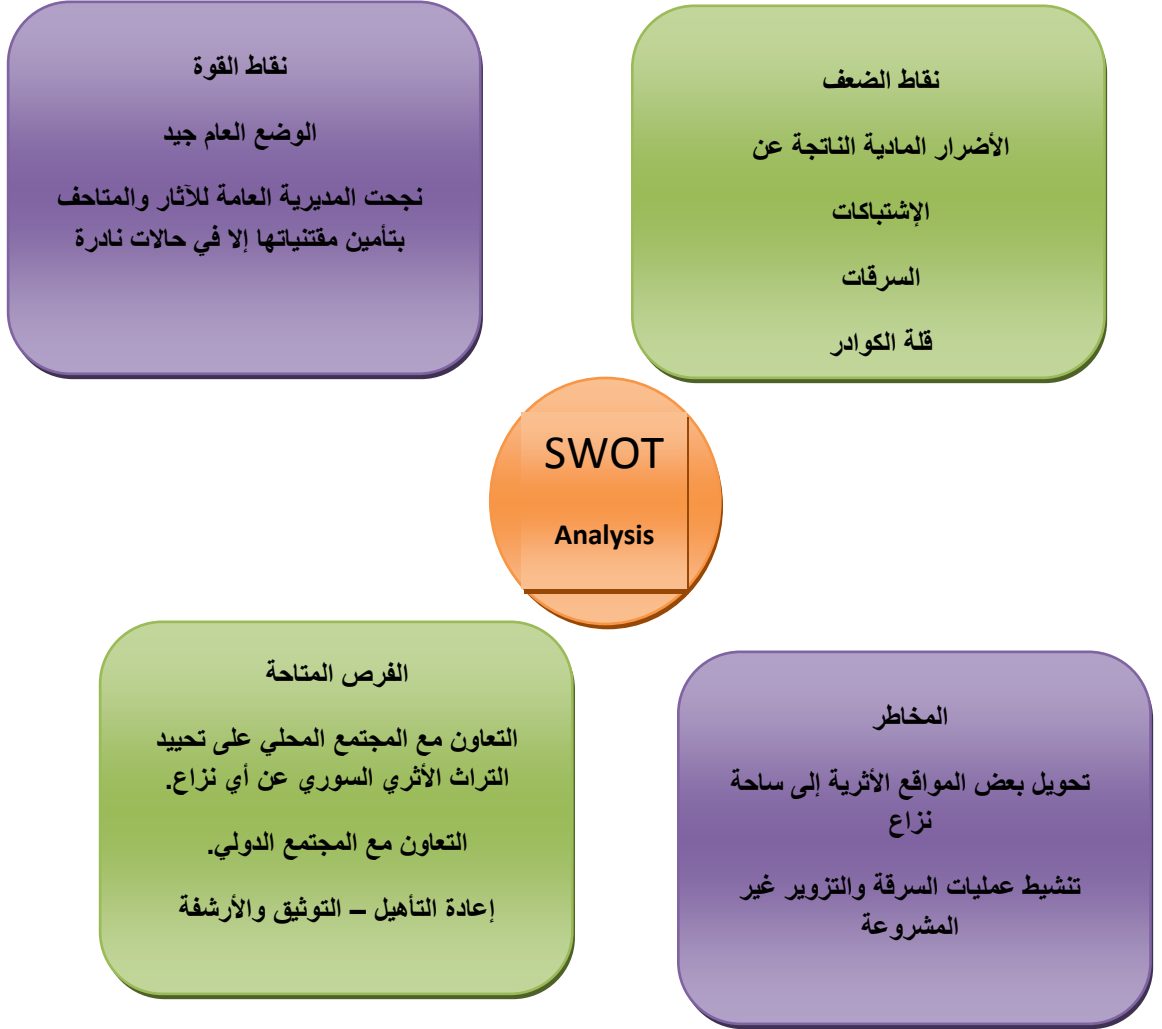 نقاط القوة
الوضع العام جيد
نجحت المديرية العامة للآثار والمتاحف
بتأمين مقتنياتها إلا في حالات نادرة
نقاط الضعف
الأضرار المادية الناتجة عن
الإشتباكات
السرقات
قلة الكوادر
SWOT
Analysis
الفرص المتاحة
التعاون مع المجتمع المحلي على تحييد
التراث الأثري السوري عن أي نزاع.
التعاون مع المجتمع الدولي.
إعادة التأهيل – التوثيق والأرشفة
المخاطر
تحويل بعض المواقع الأثرية إلى ساحة
نزاع
تنشيط عمليات السرقة والتزوير غير
المشروعة